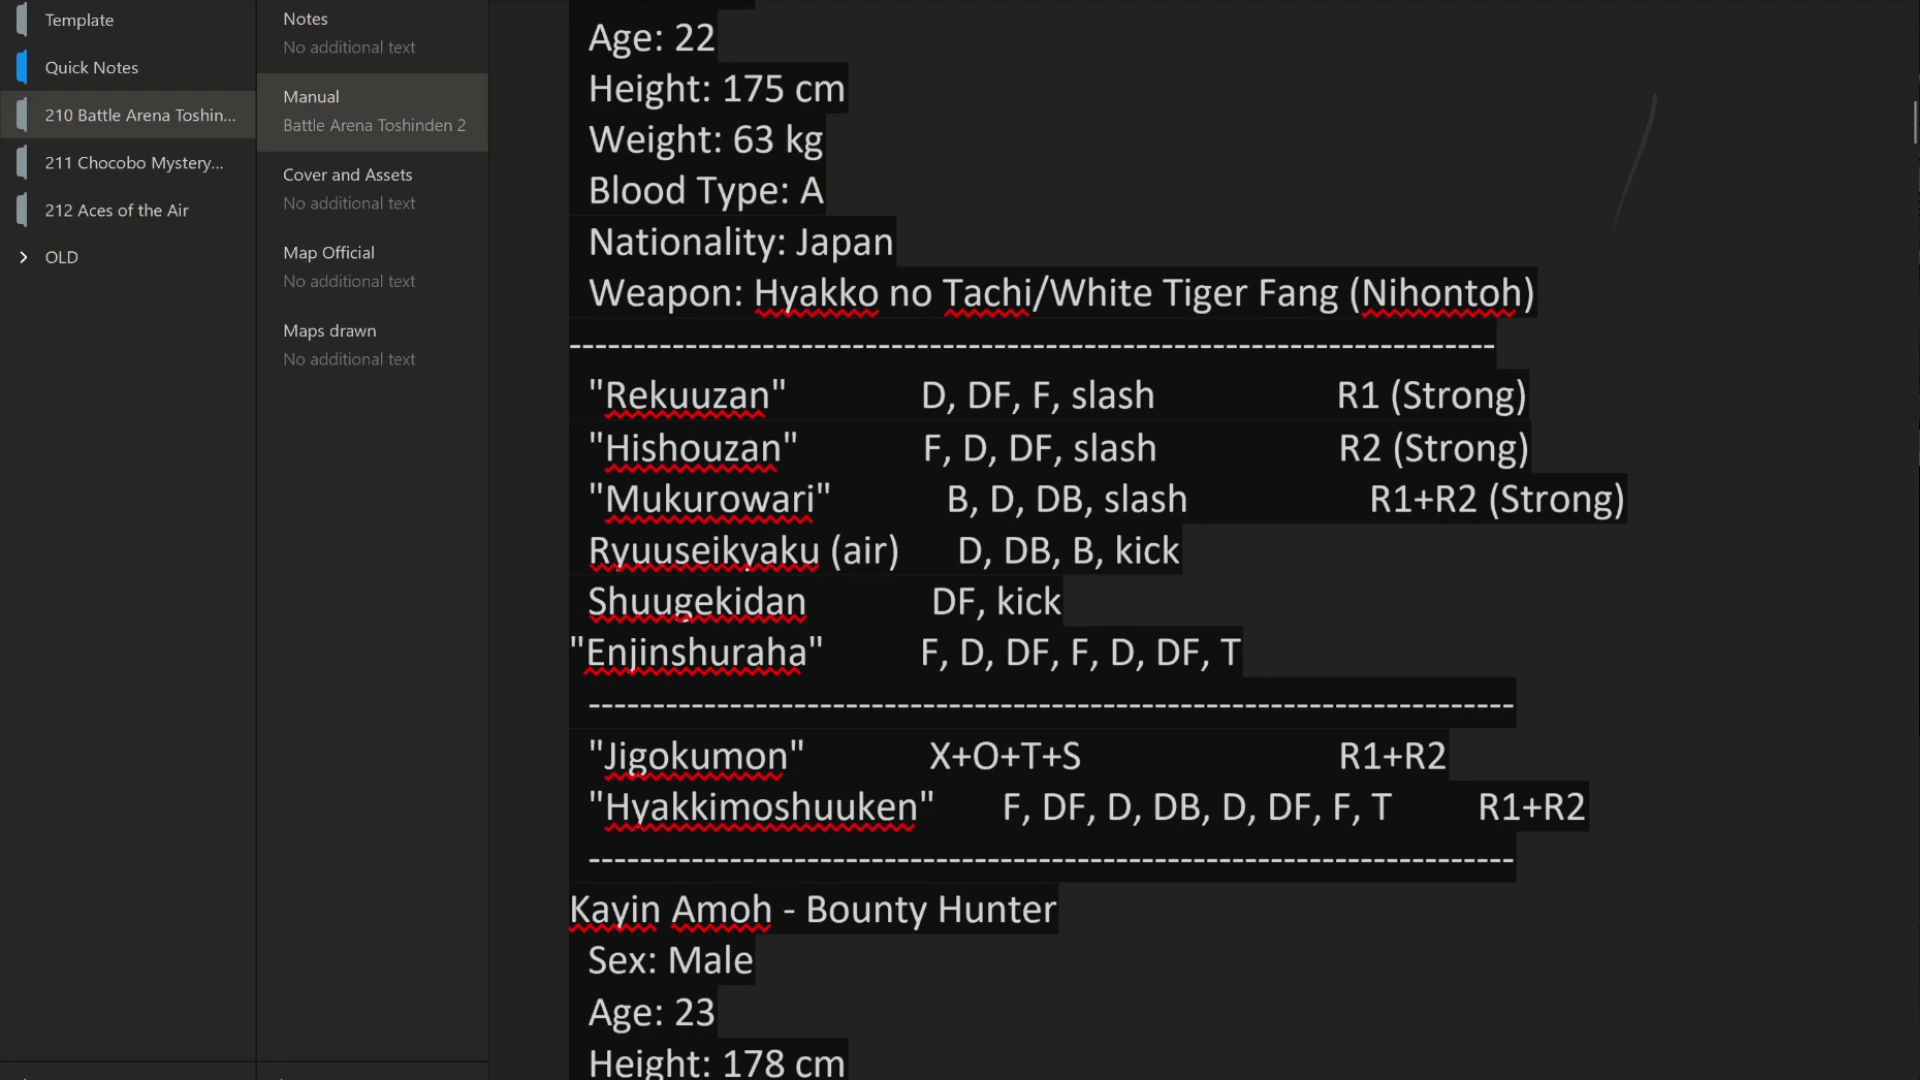 Template
Quick Notes
210 Battle Arena Toshin...
211 Chocobo Mystery...
212 Aces of the Air
OLD
Notes
No additional text
Manual
Battle Arena Toshinden 2
Cover and Assets
No additional text
Map Official
No additional text
Maps drawn
No additional text
Age: 22
Height: 175 cm
Weight: 63 kg
Blood Type: A
Nationality: Japan
Weapon: Hyakko no Tachi/White Tiger Fang (Nihontoh)
------------------------------------------------------------------------
"Rekuuzan" D, DF, F, slash R1 (Strong)
"Hishouzan" F, D, DF, slash R2 (Strong)
"Mukurowari" B, D, DB, slash R1+R2 (Strong)
Ryuuseikyaku (air) D, DB, B, kick
Shuugekidan DF, kick
"Enjinshuraha" F, D, DF, F, D, DF, T
------------------------------------------------------------------------
"Jigokumon" X+O+T+S R1+R2
"Hyakkimoshuuken" F, DF, D, DB, D, DF, F, T R1+R2
------------------------------------------------------------------------
Kayin Amoh - Bounty Hunter
Sex: Male
Age: 23
Height: 178 cm